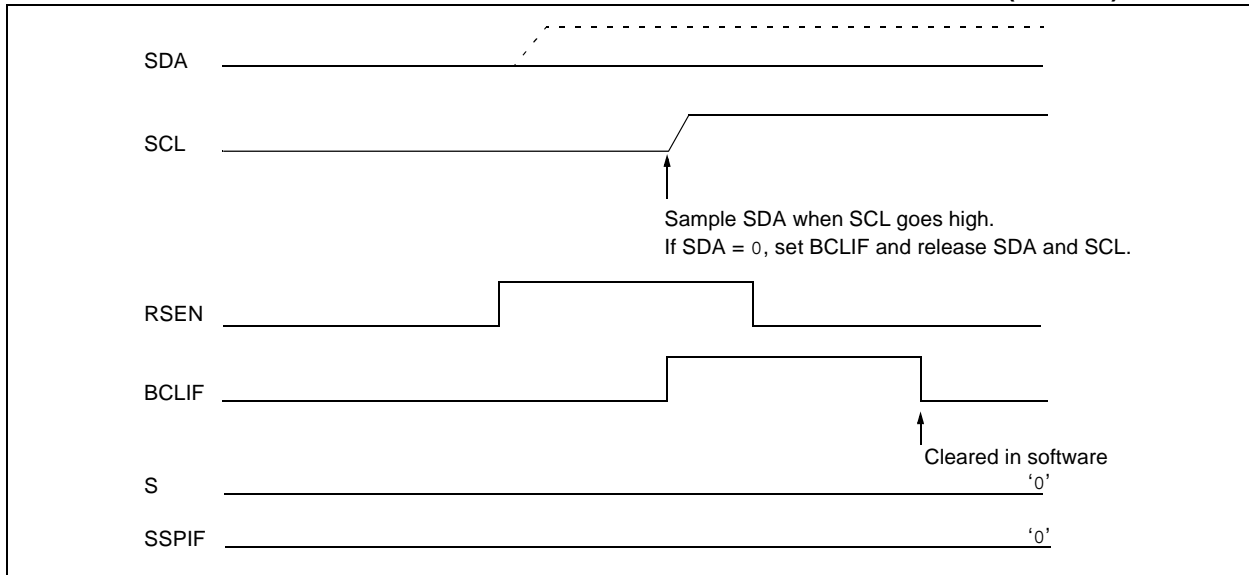 SDA
SCL
Sample SDA when SCL goes high.
If SDA = 0, set BCLIF and release SDA and SCL.
RSEN
BCLIF
Cleared in software
S
‘0’
SSPIF
‘0’